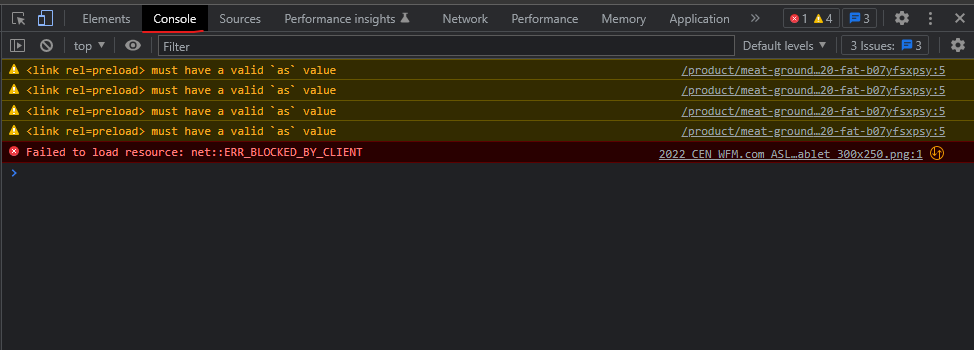 Elements Console Sources Performance insights Network Performance Memory Application » 1 4 3
top Filter Default levels 3 Issues: 3
<link rel=preload> must have a valid `as` value /product/meat-ground…20-fat-b07yfsxpsy:5
<link rel=preload> must have a valid `as` value /product/meat-ground…20-fat-b07yfsxpsy:5
<link rel=preload> must have a valid `as` value /product/meat-ground…20-fat-b07yfsxpsy:5
<link rel=preload> must have a valid `as` value /product/meat-ground…20-fat-b07yfsxpsy:5
Failed to load resource: net::ERR_BLOCKED_BY_CLIENT 2022_CEN_WFM.com_ASL…ablet_300x250.png:1